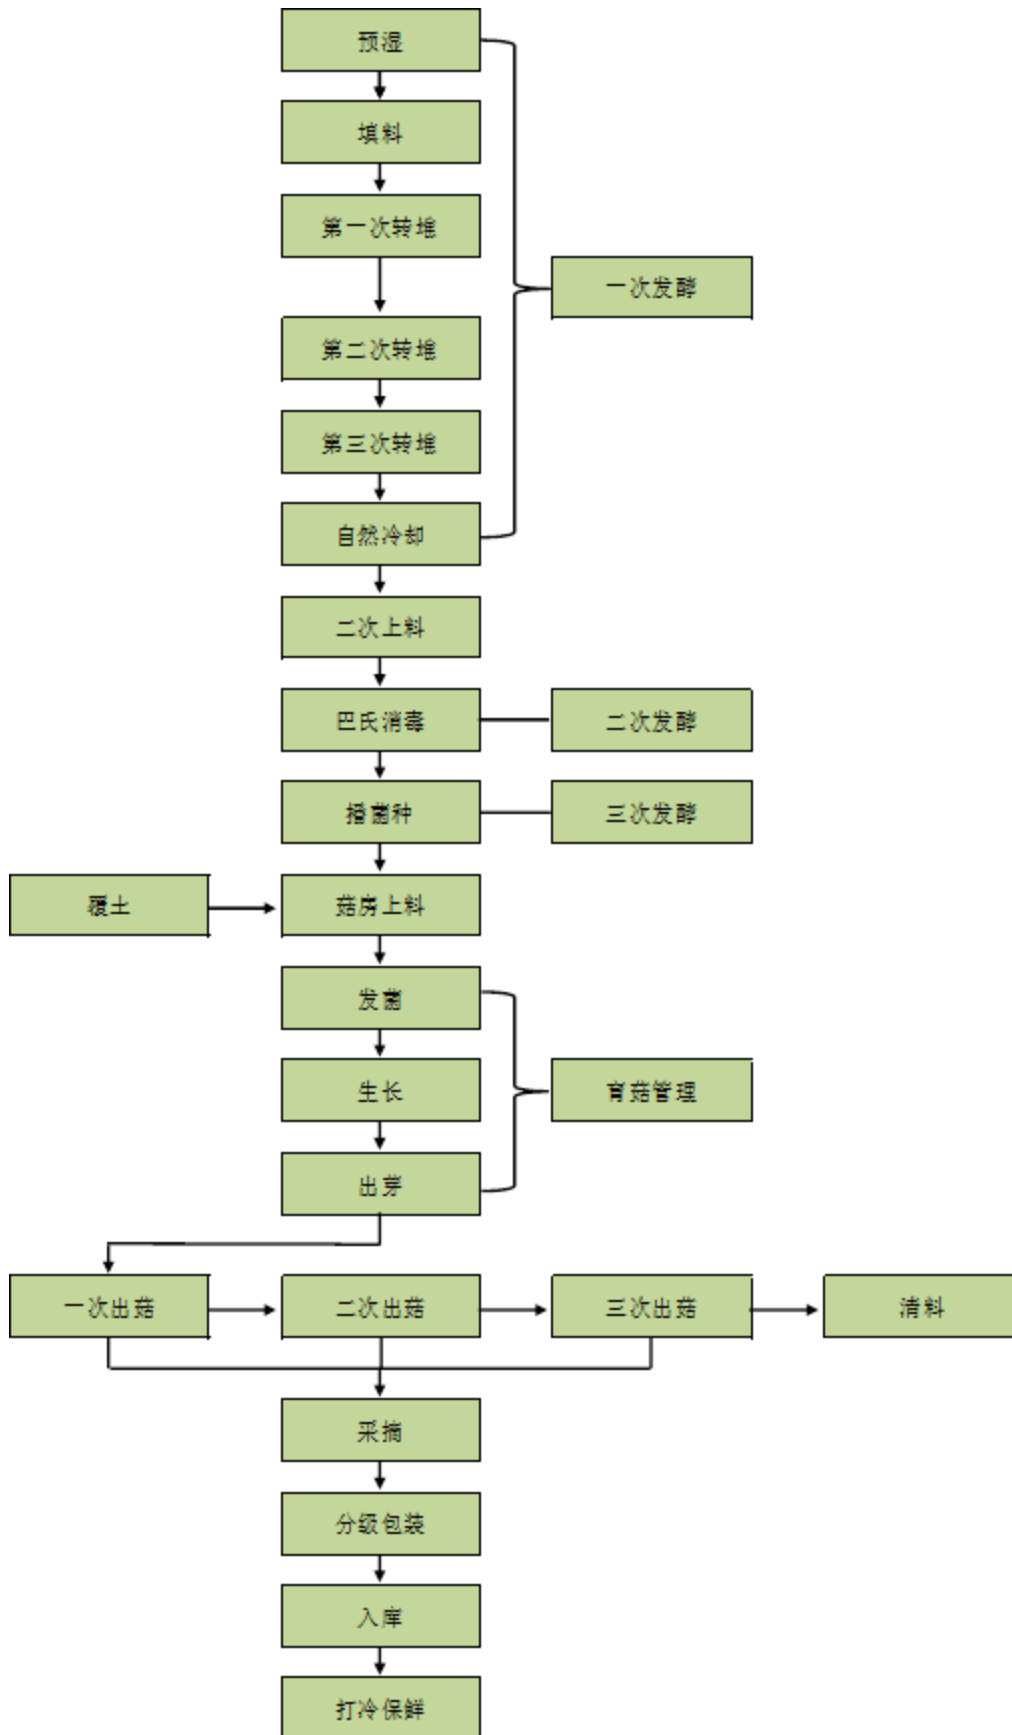 预湿
填料
第一次转堆
一次发酵
第二次转堆
第三次转堆
自然冷却
二次上料
巴氏消毒
二次发酵
播菌种
三次发酵
覆土
菇房上料
发菌
生长
育菇管理
出芽
一次出菇
二次出菇
三次出菇
清料
采摘
分级包装
入库
打冷保鲜